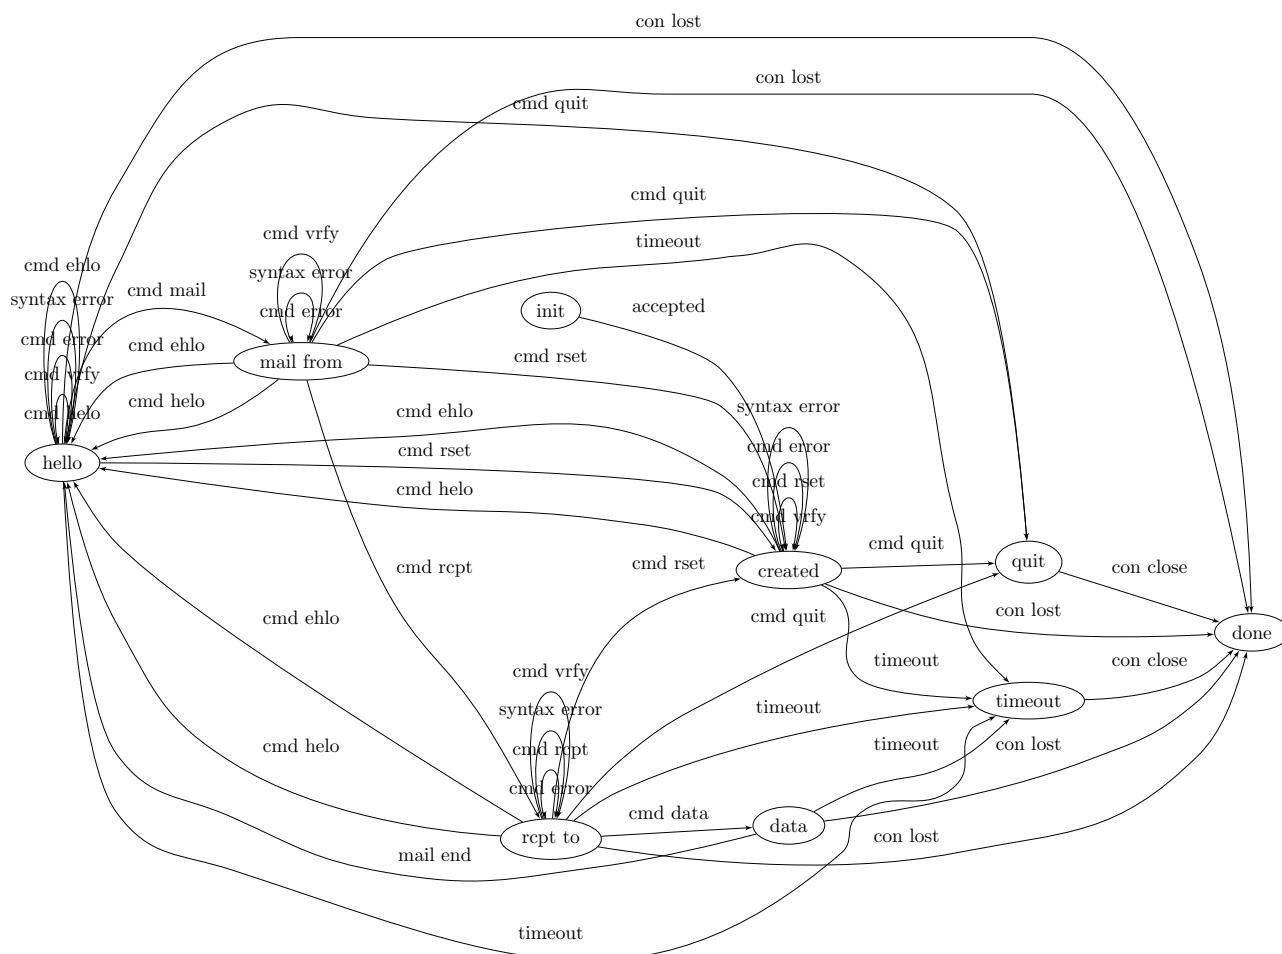 con lost
con lost
cmd quit
cmd quit
cmd vrfy
timeout
cmd ehlo
syntax error
cmd mail
syntax error
cmd error
init
accepted
cmd error
cmd ehlo
mail from
cmd rset
cmd vrfy
cmd helo
cmd helo
cmd ehlo
syntax error
hello
cmd rset
cmd error
cmd helo
cmd rset
cmd vrfy
cmd quit
cmd rcpt
cmd rset
created
quit
con close
cmd ehlo
cmd quit
con lost
done
cmd vrfy
timeout
con close
syntax error
timeout
timeout
cmd helo
cmd rcpt
timeout
con lost
cmd error
cmd data
rcpt to
data
mail end
con lost
timeout